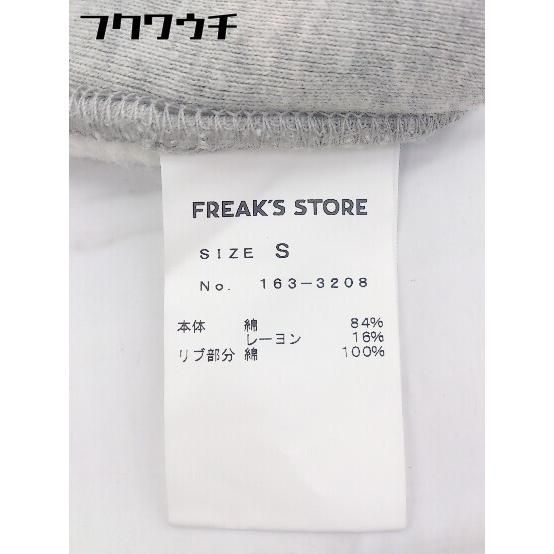 フクワウチ
FREAK'S STORE
SIZE S
No. 163-3208
本体 綿 84%
レーヨン 16%
リブ部分 綿 100%